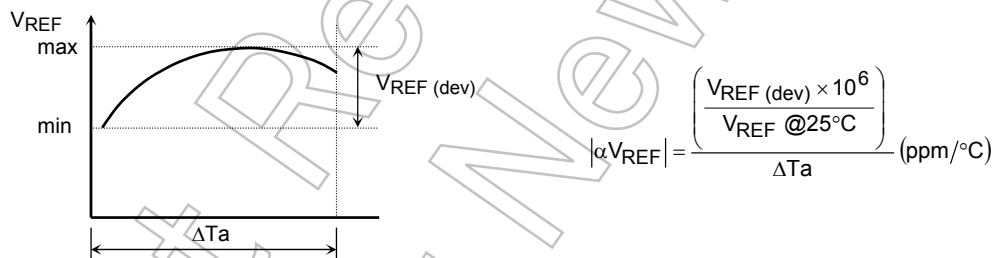 VREF
max
VREF (dev)
min
ΔTa
|αVREF| = ((VREF (dev) × 10^6) / (VREF @25°C)) / ΔTa (ppm/°C)